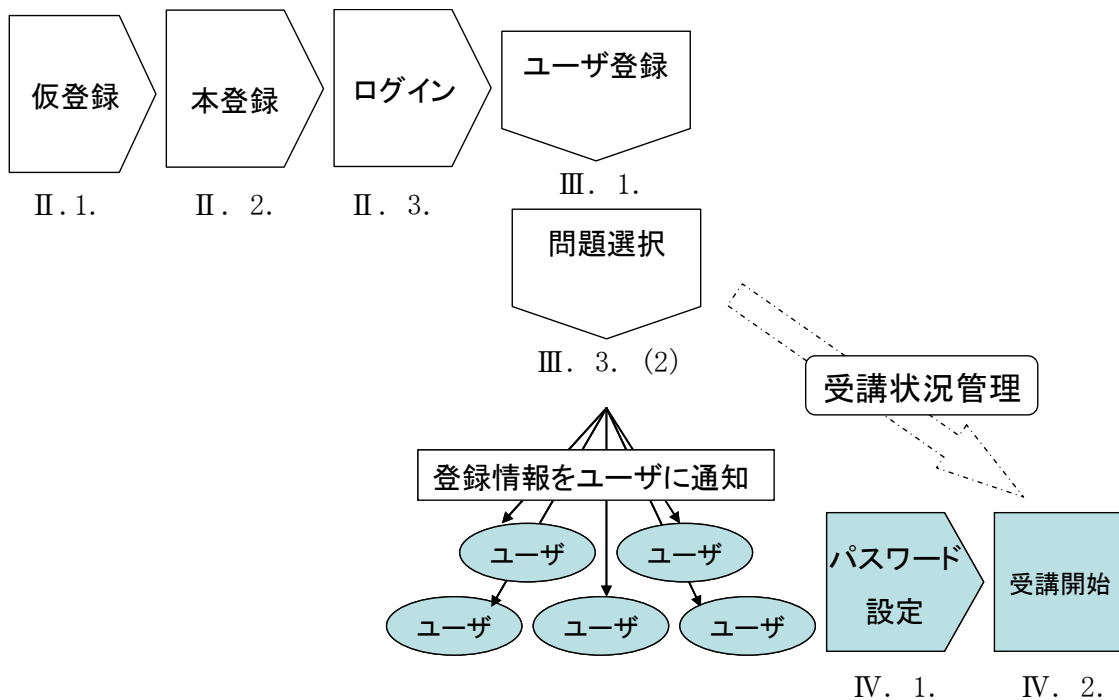 仮登録
本登録
ログイン
ユーザ登録
Ⅱ.1.
Ⅱ. 2.
Ⅱ. 3.
Ⅲ. 1.
問題選択
Ⅲ. 3. (2)
受講状況管理
登録情報をユーザに通知
ユーザ
ユーザ
ユーザ
ユーザ
ユーザ
パスワード
設定
受講開始
Ⅳ. 1.
Ⅳ. 2.